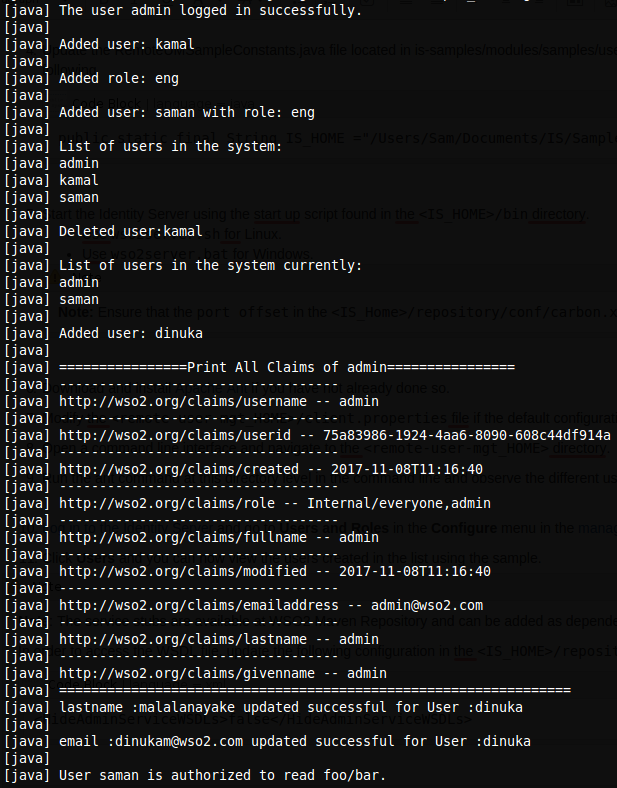 [java] The user admin logged in successfully.
[java]
[java] Added user: kamal
[java]
[java] Added role: eng
[java]
[java] Added user: saman with role: eng
[java]
[java] List of users in the system:
[java] admin
[java] kamal
[java] saman
[java]
[java] Deleted user:kamal
[java]
[java] List of users in the system currently:
[java] admin
[java] saman
[java]
[java] Added user: dinuka
[java]
[java] ================Print All Claims of admin================
[java] -----------------------------------
[java] http://wso2.org/claims/username -- admin
[java] -----------------------------------
[java] http://wso2.org/claims/userid -- 75a83986-1924-4aa6-8090-608c44df914a
[java] -----------------------------------
[java] http://wso2.org/claims/created -- 2017-11-08T11:16:40
[java] -----------------------------------
[java] http://wso2.org/claims/role -- Internal/everyone,admin
[java] -----------------------------------
[java] http://wso2.org/claims/fullname -- admin
[java] -----------------------------------
[java] http://wso2.org/claims/modified -- 2017-11-08T11:16:40
[java] -----------------------------------
[java] http://wso2.org/claims/emailaddress -- admin@wso2.com
[java] -----------------------------------
[java] http://wso2.org/claims/lastname -- admin
[java] -----------------------------------
[java] http://wso2.org/claims/givenname -- admin
[java] ================================================================
[java] lastname :malalanayake updated successful for User :dinuka
[java]
[java] email :dinukam@wso2.com updated successful for User :dinuka
[java]
[java] User saman is authorized to read foo/bar.